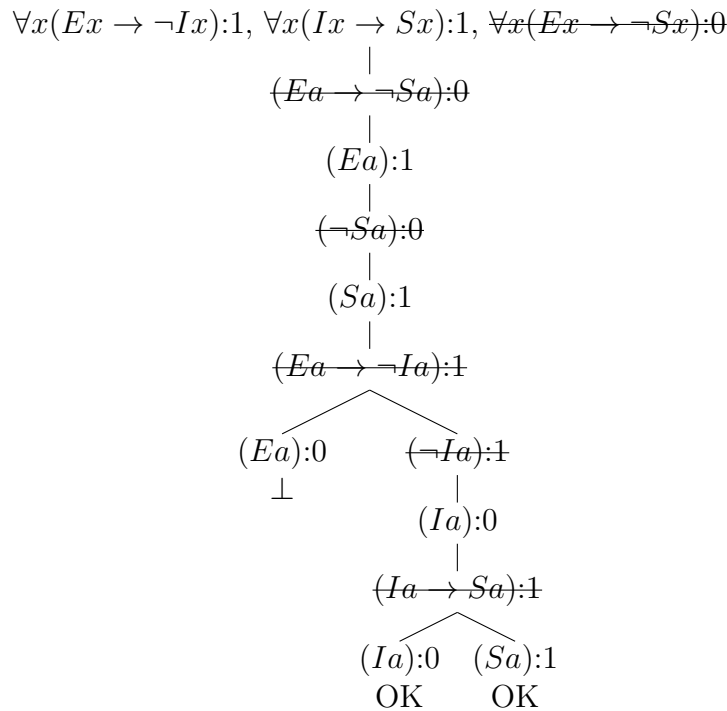 ∀x(Ex → ¬Ix):1, ∀x(Ix → Sx):1, ∀x(Ex → ¬Sx):0
(Ea → ¬Sa):0
(Ea):1
(¬Sa):0
(Sa):1
(Ea → ¬Ia):1
(Ea):0 (¬Ia):1
⊥
(Ia):0
(Ia → Sa):1
(Ia):0 (Sa):1
OK OK